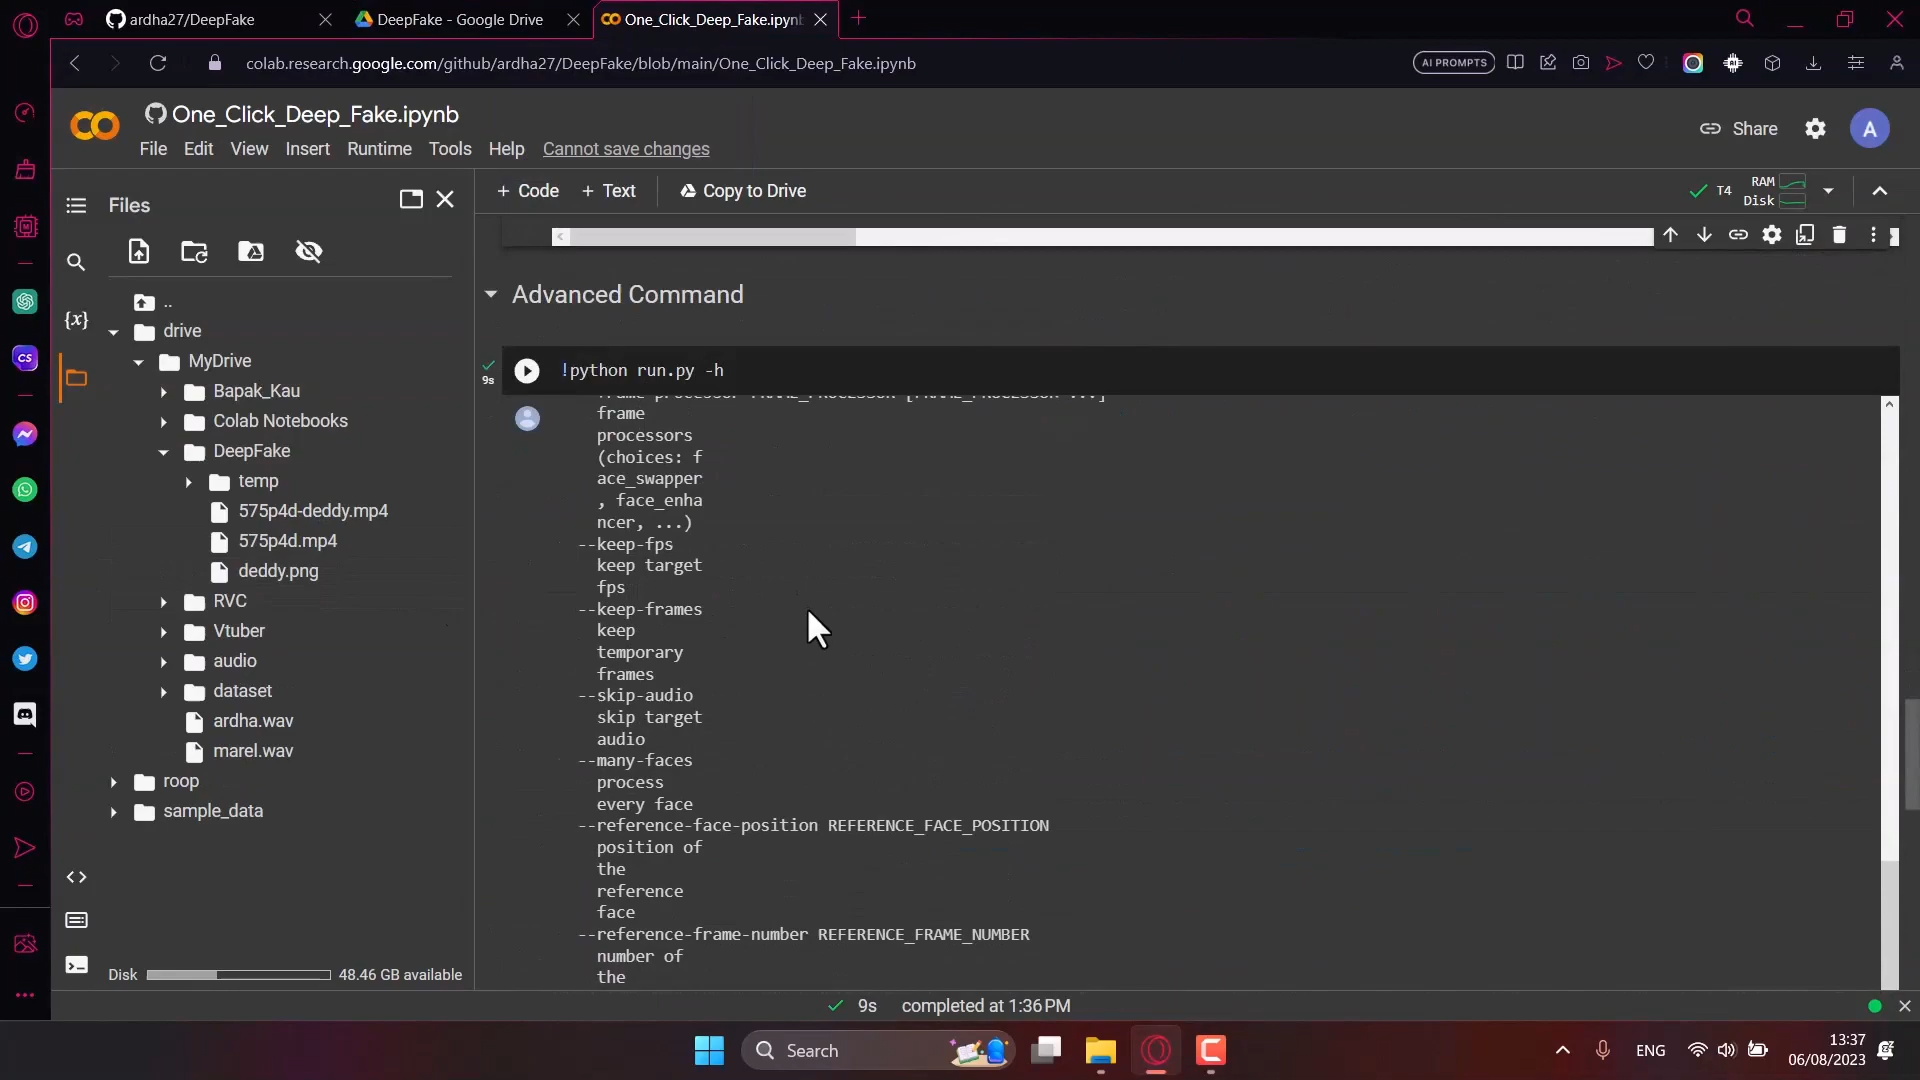 ardha27/DeepFake
DeepFake - Google Drive
One_Click_Deep_Fake.ipyn
colab.research.google.com/github/ardha27/DeepFake/blob/main/One_Click_Deep_Fake.ipynb
AI PROMPTS
One_Click_Deep_Fake.ipynb
File Edit View Insert Runtime Tools Help Cannot save changes
Share
A
Files
+ Code + Text Copy to Drive
T4
RAM
Disk
..
drive
MyDrive
Bapak_Kau
Colab Notebooks
DeepFake
temp
575p4d-deddy.mp4
575p4d.mp4
deddy.png
RVC
Vtuber
audio
dataset
ardha.wav
marel.wav
roop
sample_data
Disk 48.46 GB available
{x}
CS
Advanced Command
9s
!python run.py -h
frame
processors
(choices: f
ace_swapper
, face_enha
ncer, ...)
--keep-fps
keep target
fps
--keep-frames
keep
temporary
frames
--skip-audio
skip target
audio
--many-faces
process
every face
--reference-face-position REFERENCE_FACE_POSITION
position of
the
reference
face
--reference-frame-number REFERENCE_FRAME_NUMBER
number of
the
9s completed at 1:36 PM
Search
ENG
13:37
06/08/2023